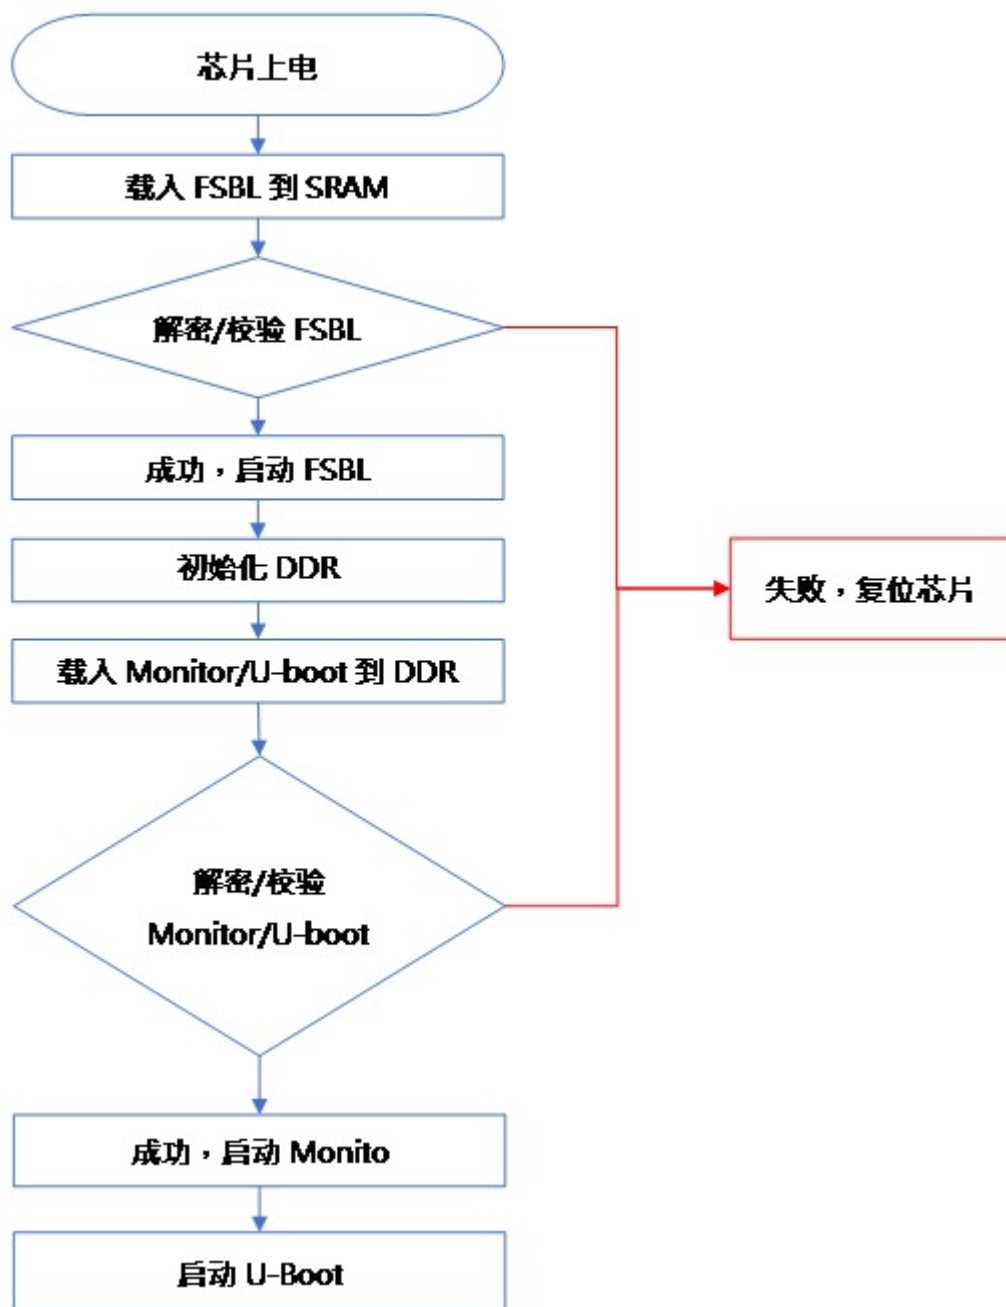 芯片上电
载入 FSBL 到 SRAM
解密/校验 FSBL
成功，启动 FSBL
初始化 DDR
失败，复位芯片
载入 Monitor/U-boot 到 DDR
解密/校验
Monitor/U-boot
成功，启动 Monito
启动 U-Boot